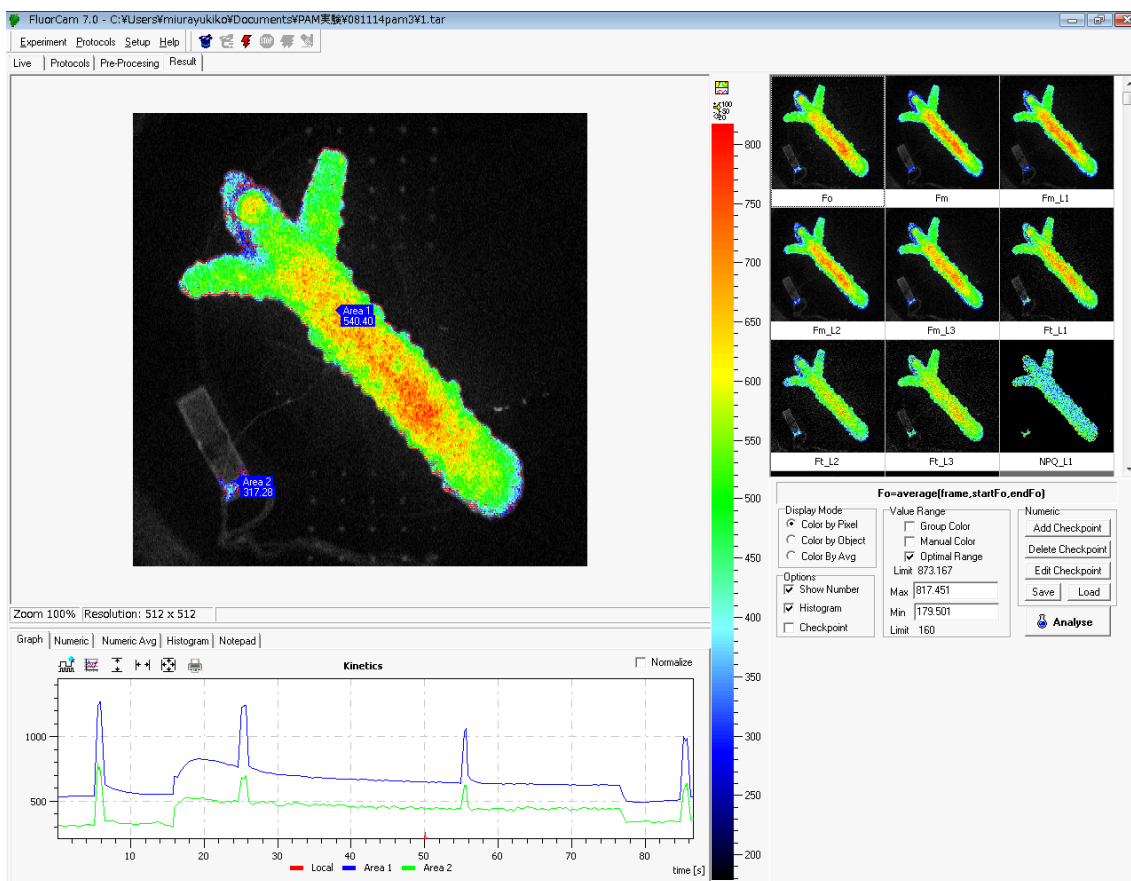 FluorCam 7.0 - C:¥Users¥miurayukiko¥Documents¥PAM実験¥081114pam3¥1.tar
Experiment Protocols Setup Help STOP
Live Protocols Pre-Procesing Result
Area 1
540.40
Area 2
317.28
100
50
20
800
750
700
650
600
550
500
450
400
350
300
250
200
Fo Fm Fm_L1
Fm_L2 Fm_L3 Ft_L1
Ft_L2 Ft_L3 NPQ_L1
Fo=average(frame,startFo,endFo)
Display Mode
Color by Pixel
Color by Object
Color By Avg
Options
Show Number
Histogram
Checkpoint
Value Range
Group Color
Manual Color
Optimal Range
Limit 873.167
Max 817.451
Min 179.501
Limit 160
Numeric
Add Checkpoint
Delete Checkpoint
Edit Checkpoint
Save Load
Analyse
Zoom 100% Resolution: 512 x 512
Graph Numeric Numeric Avg Histogram Notepad
Kinetics
Normalize
1000
500
10 20 30 40 50 60 70 80
time [s]
Local Area 1 Area 2